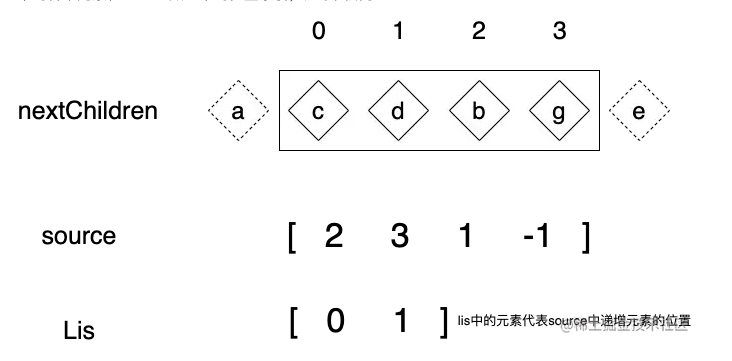 0 1 2 3
nextChildren a c d b g e
source [ 2 3 1 -1 ]
Lis [ 0 1 ] lis中的元素代表source中递增元素的位置
@稀土掘金技术社区